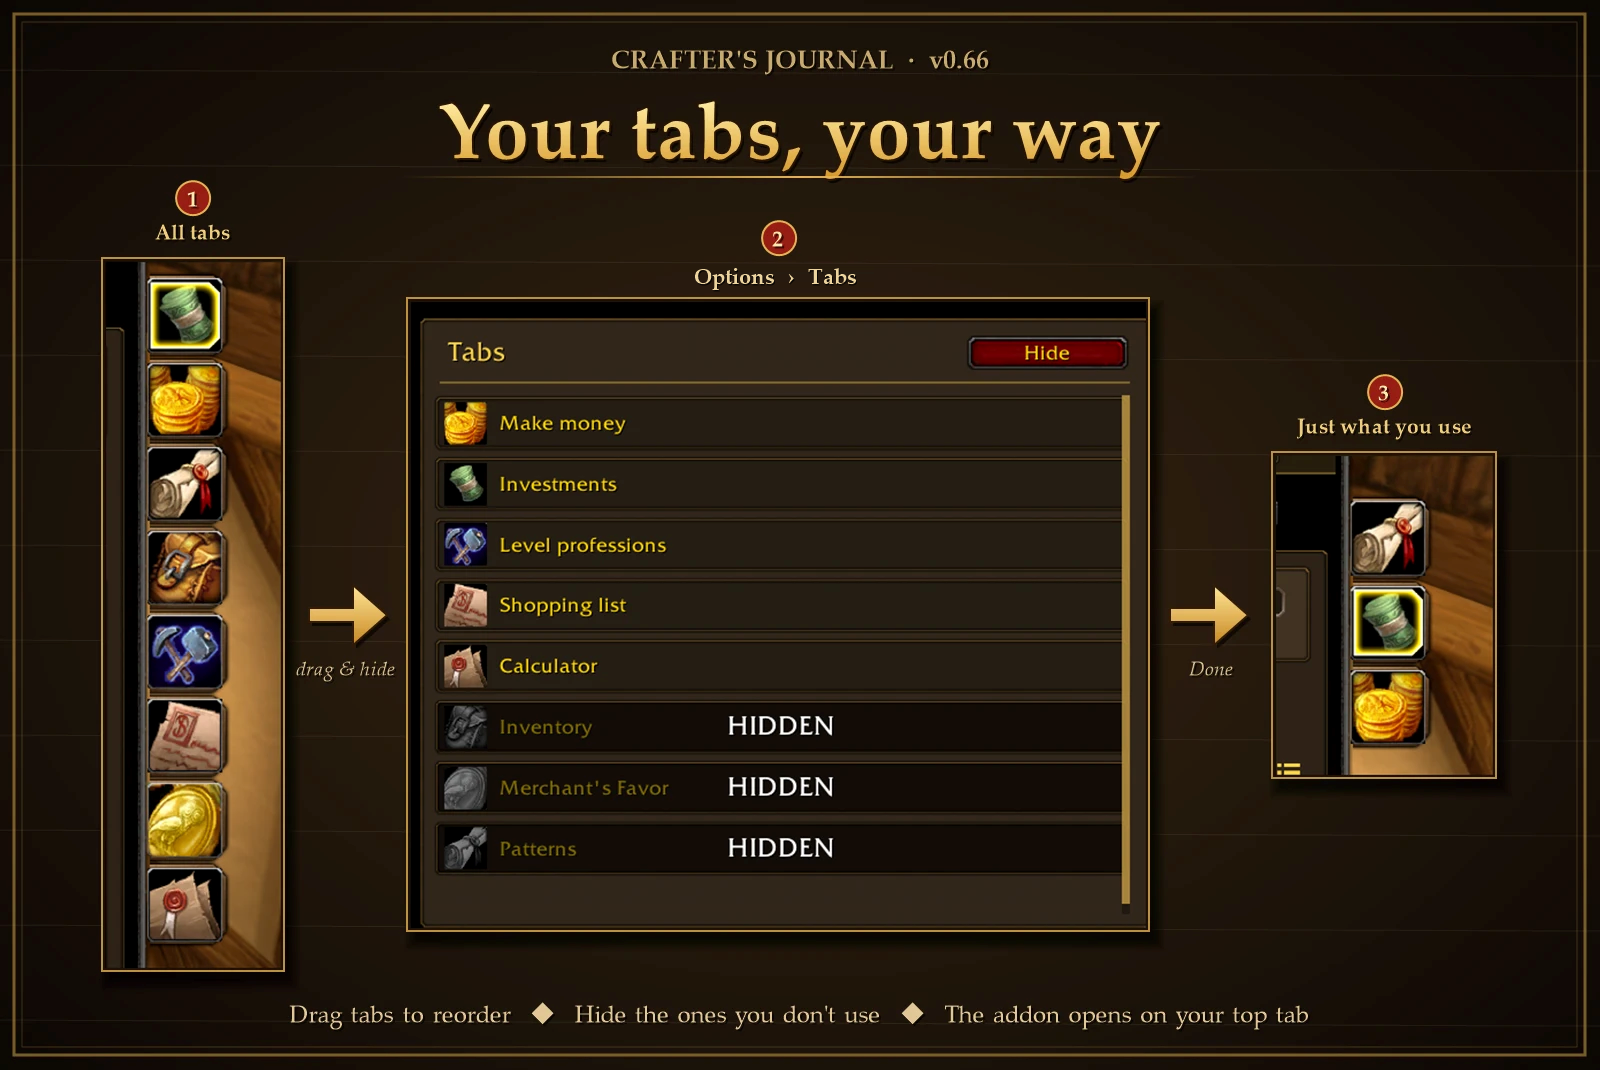 CRAFTER'S JOURNAL · v0.66
Your tabs, your way
1
All tabs
2
Options › Tabs
Tabs
Hide
Make money
Investments
Level professions
Shopping list
Calculator
Inventory HIDDEN
Merchant's Favor HIDDEN
Patterns HIDDEN
drag & hide
3
Just what you use
Done
Drag tabs to reorder ◆ Hide the ones you don't use ◆ The addon opens on your top tab